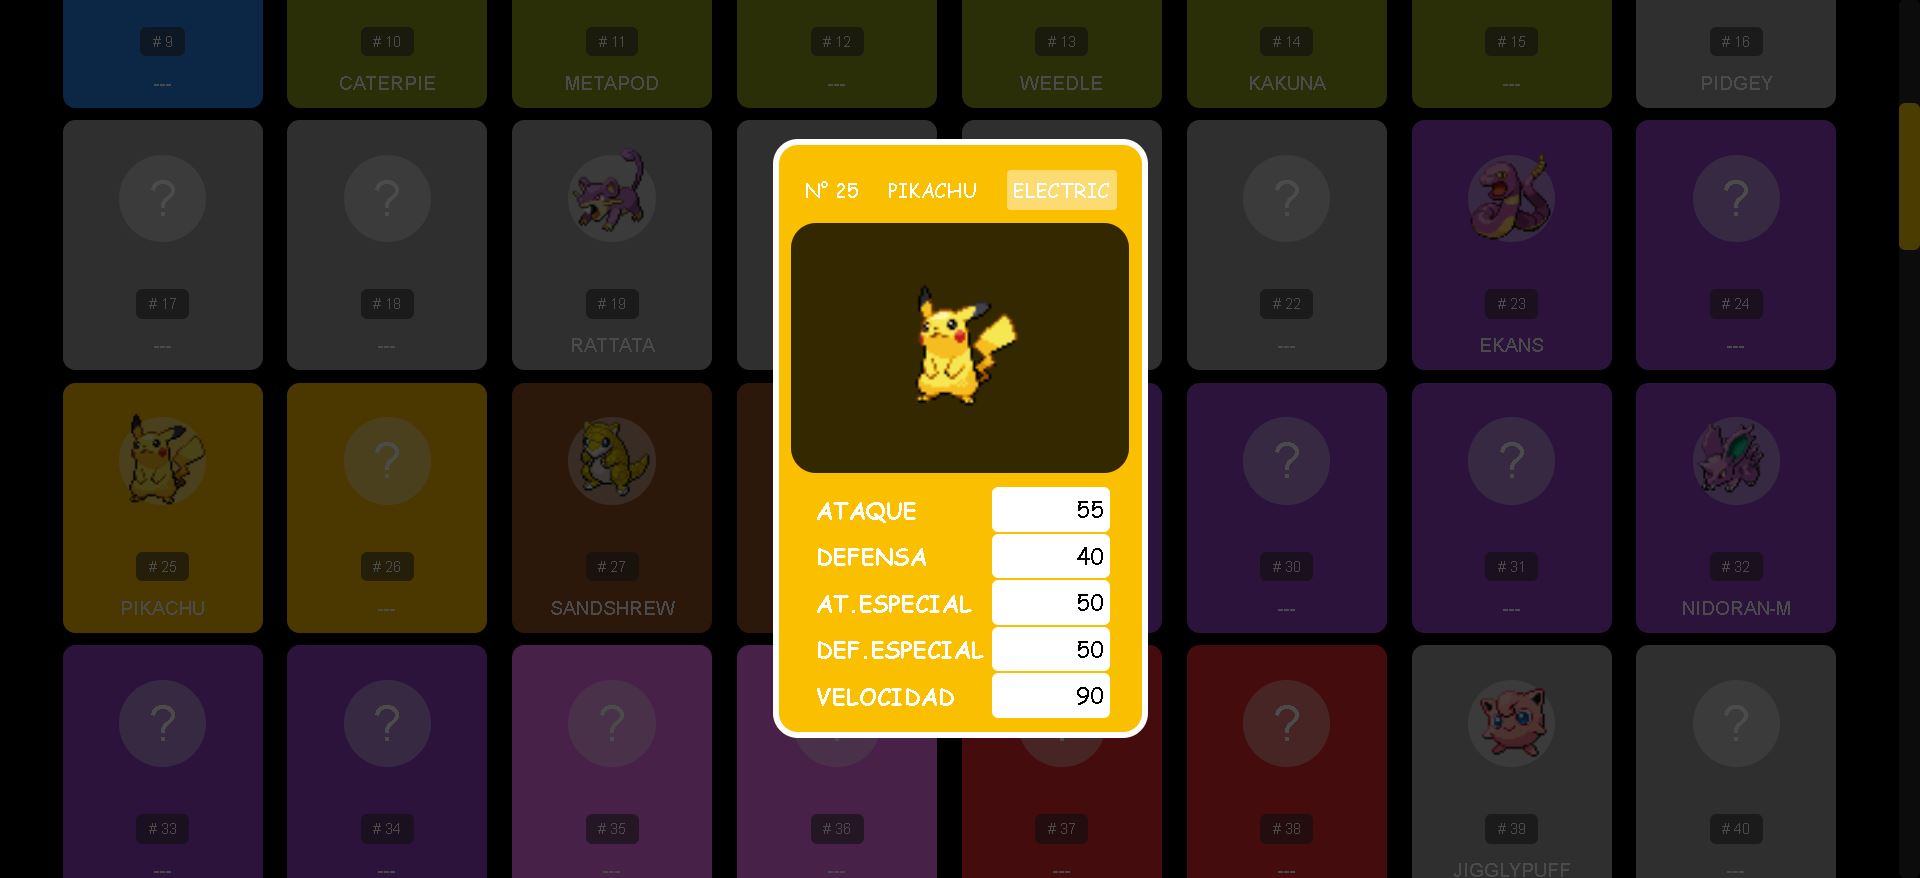 # 9 # 10 # 11 # 12 # 13 # 14 # 15 # 16
--- CATERPIE METAPOD --- WEEDLE KAKUNA --- PIDGEY
? ? ? ?
# 17 # 18 # 19 # 22 # 23 # 24
--- --- RATTATA --- EKANS ---
? ? ?
# 25 # 26 # 27 # 30 # 31 # 32
PIKACHU --- SANDSHREW --- --- NIDORAN-M
? ? ? ? ?
# 33 # 34 # 35 # 36 # 37 # 38 # 39 # 40
--- --- --- --- --- --- JIGGLYPUFF ---
N° 25 PIKACHU ELECTRIC
ATAQUE 55
DEFENSA 40
AT.ESPECIAL 50
DEF.ESPECIAL 50
VELOCIDAD 90